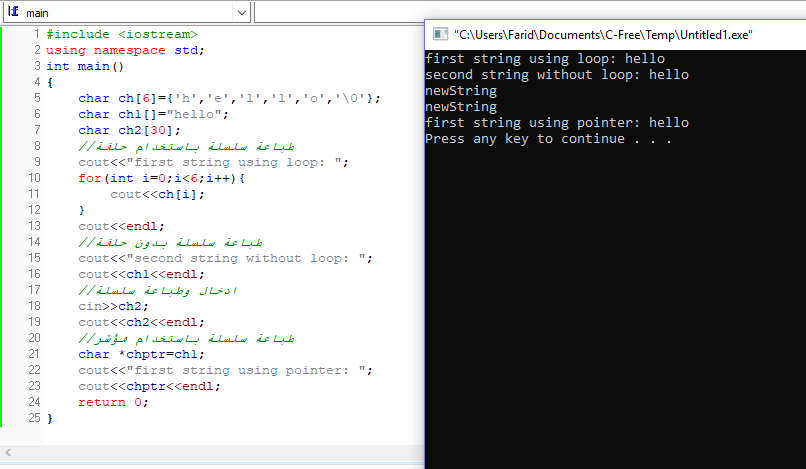 main
1 #include <iostream>
2 using namespace std;
3 int main()
4 {
5 char ch[6]={'h','e','l','l','o','\0'};
6 char ch1[]="hello";
7 char ch2[30];
8 //طباعة سلسلة باستخدام حلقة
9 cout<<"first string using loop: ";
10 for(int i=0;i<6;i++){
11 cout<<ch[i];
12 }
13 cout<<endl;
14 //طباعة سلسلة بدون حلقة
15 cout<<"second string without loop: ";
16 cout<<ch1<<endl;
17 //ادخال وطباعة سلسلة
18 cin>>ch2;
19 cout<<ch2<<endl;
20 //طباعة سلسلة باستخدام مؤشر
21 char *chptr=ch1;
22 cout<<"first string using pointer: ";
23 cout<<chptr<<endl;
24 return 0;
25 }
"C:\Users\Farid\Documents\C-Free\Temp\Untitled1.exe"
first string using loop: hello
second string without loop: hello
newString
newString
first string using pointer: hello
Press any key to continue . . .